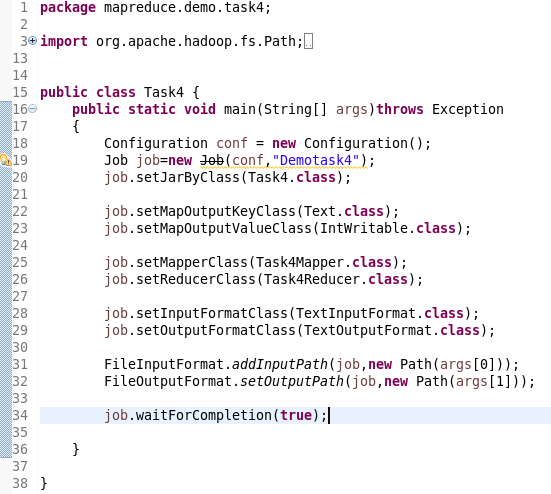 1 package mapreduce.demo.task4;
2
3 import org.apache.hadoop.fs.Path;
13
14
15 public class Task4 {
16 public static void main(String[] args)throws Exception
17 {
18 Configuration conf = new Configuration();
19 Job job=new Job(conf,"Demotask4");
20 job.setJarByClass(Task4.class);
21
22 job.setMapOutputKeyClass(Text.class);
23 job.setMapOutputValueClass(IntWritable.class);
24
25 job.setMapperClass(Task4Mapper.class);
26 job.setReducerClass(Task4Reducer.class);
27
28 job.setInputFormatClass(TextInputFormat.class);
29 job.setOutputFormatClass(TextOutputFormat.class);
30
31 FileInputFormat.addInputPath(job,new Path(args[0]));
32 FileOutputFormat.setOutputPath(job,new Path(args[1]));
33
34 job.waitForCompletion(true);
35
36 }
37
38 }